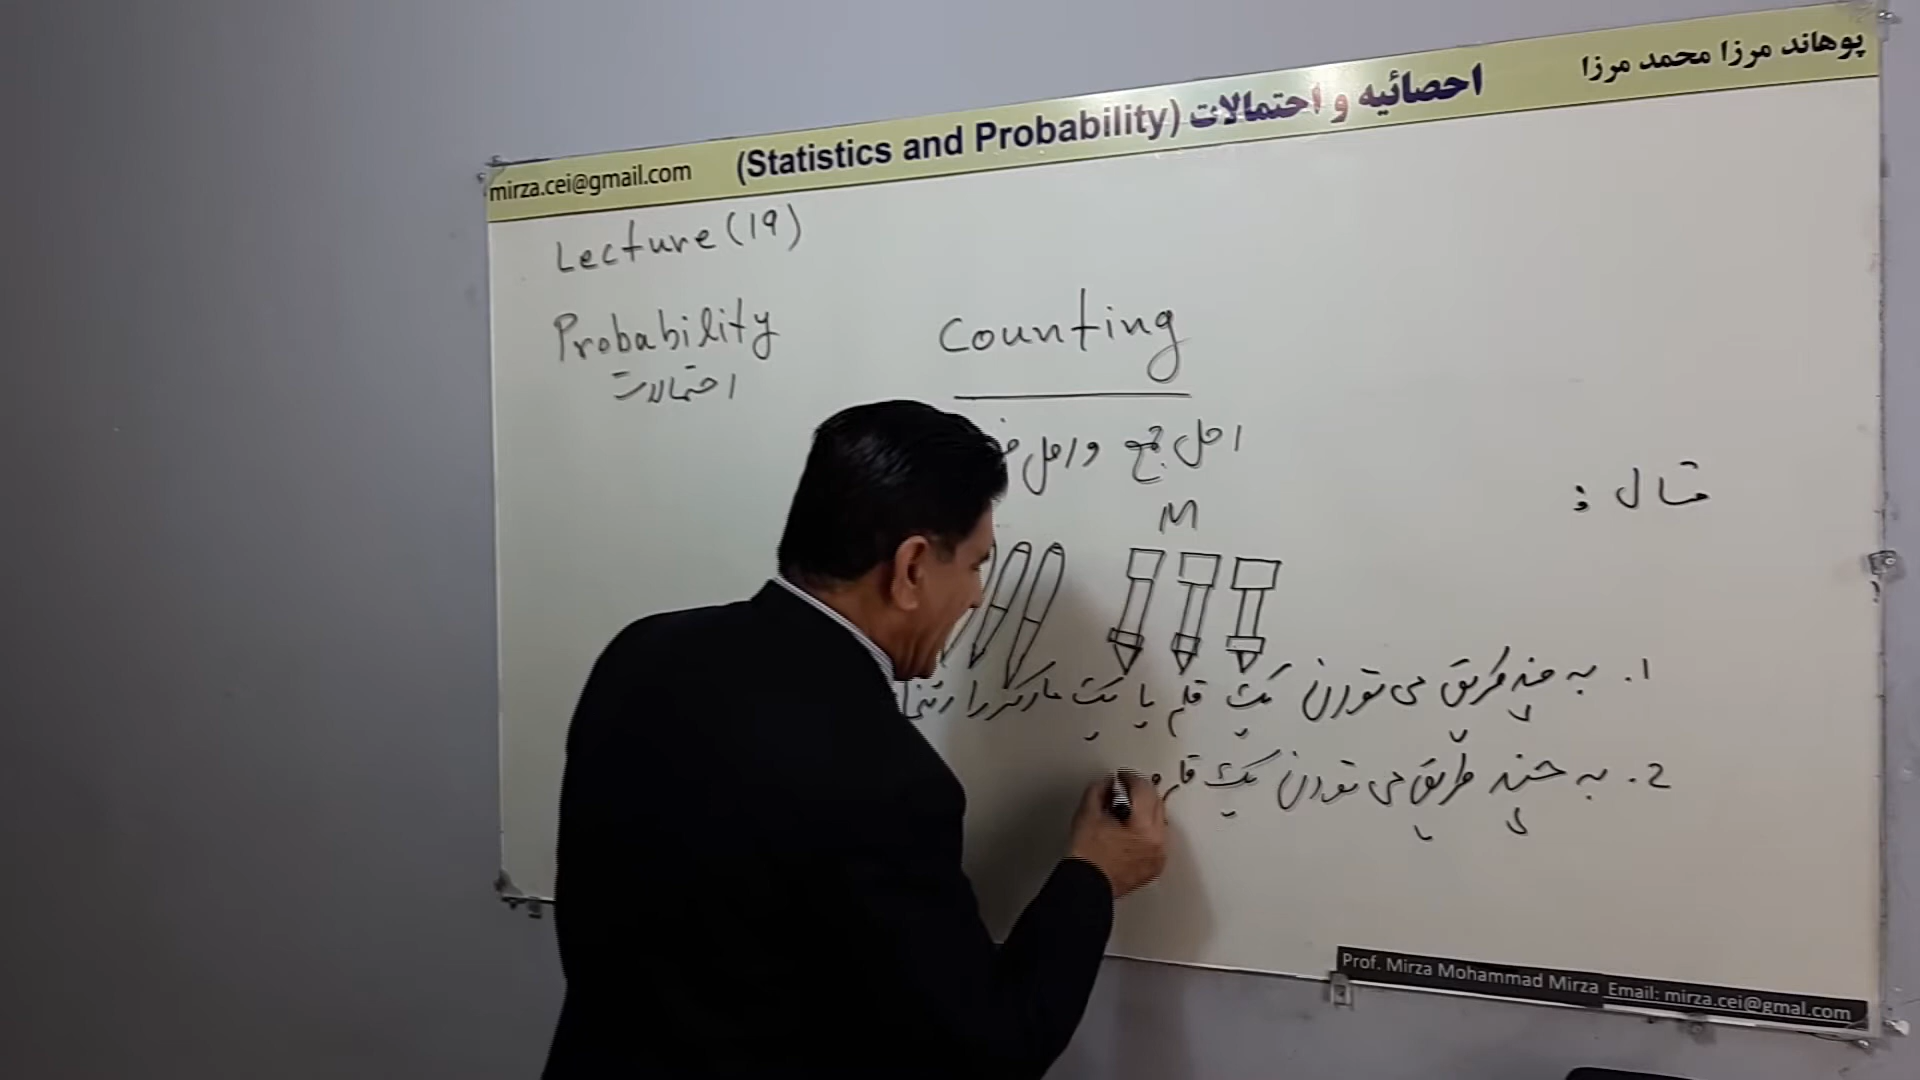 پوهاند مرزا محمد مرزا
احصائیه و احتمالات (Statistics and Probability)
mirza.cei@gmail.com
Lecture (19)
Probability
احتمالات
Counting
اصل جمع و اصل
M
مثال :
1. به چند طریق می توان یک قلم یا یک مارکر را
2. به چند طریق می توان یک قلم و
Prof. Mirza Mohammad Mirza Email: mirza.cei@gmal.com